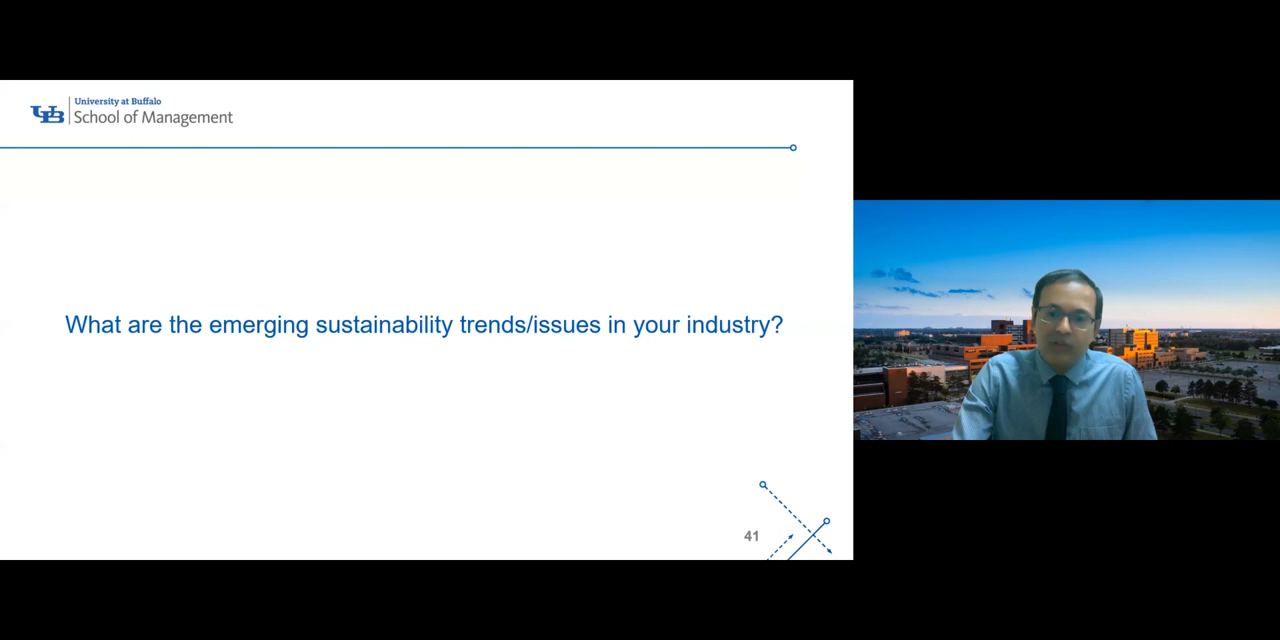 University at Buffalo
School of Management
What are the emerging sustainability trends/issues in your industry?
41